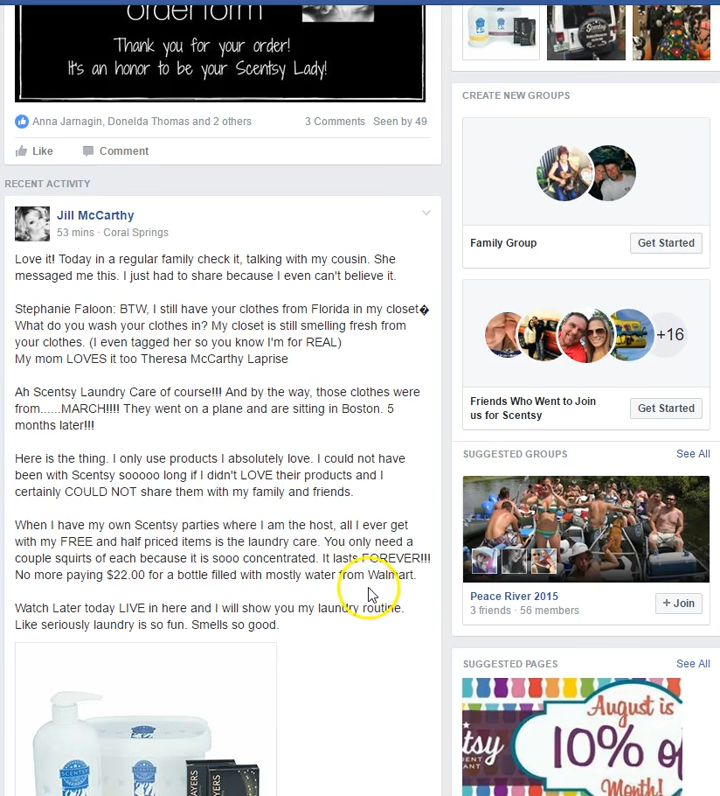 order form
Thank you for your order!
It's an honor to be your Scentsy Lady!
Anna Jarnagin, Donelda Thomas and 2 others
3 Comments Seen by 49
Like Comment
RECENT ACTIVITY
Jill McCarthy
53 mins · Coral Springs
Love it! Today in a regular family check it, talking with my cousin. She
messaged me this. I just had to share because I even can't believe it.
Stephanie Faloon: BTW, I still have your clothes from Florida in my closet�
What do you wash your clothes in? My closet is still smelling fresh from
your clothes. (I even tagged her so you know I'm for REAL)
My mom LOVES it too Theresa McCarthy Laprise
Ah Scentsy Laundry Care of course!!! And by the way, those clothes were
from......MARCH!!!! They went on a plane and are sitting in Boston. 5
months later!!!
Here is the thing. I only use products I absolutely love. I could not have
been with Scentsy sooooo long if I didn't LOVE their products and I
certainly COULD NOT share them with my family and friends.
When I have my own Scentsy parties where I am the host, all I ever get
with my FREE and half priced items is the laundry care. You only need a
couple squirts of each because it is sooo concentrated. It lasts FOREVER!!!
No more paying $22.00 for a bottle filled with mostly water from Walmart.
Watch Later today LIVE in here and I will show you my laundry routine.
Like seriously laundry is so fun. Smells so good.
SCENTSY
LAYERS
Scentsy
CREATE NEW GROUPS
Family Group
Get Started
+16
Friends Who Went to Join
us for Scentsy
Get Started
SUGGESTED GROUPS
See All
Peace River 2015
3 friends · 56 members
+ Join
SUGGESTED PAGES
See All
August is
10% o
Month!